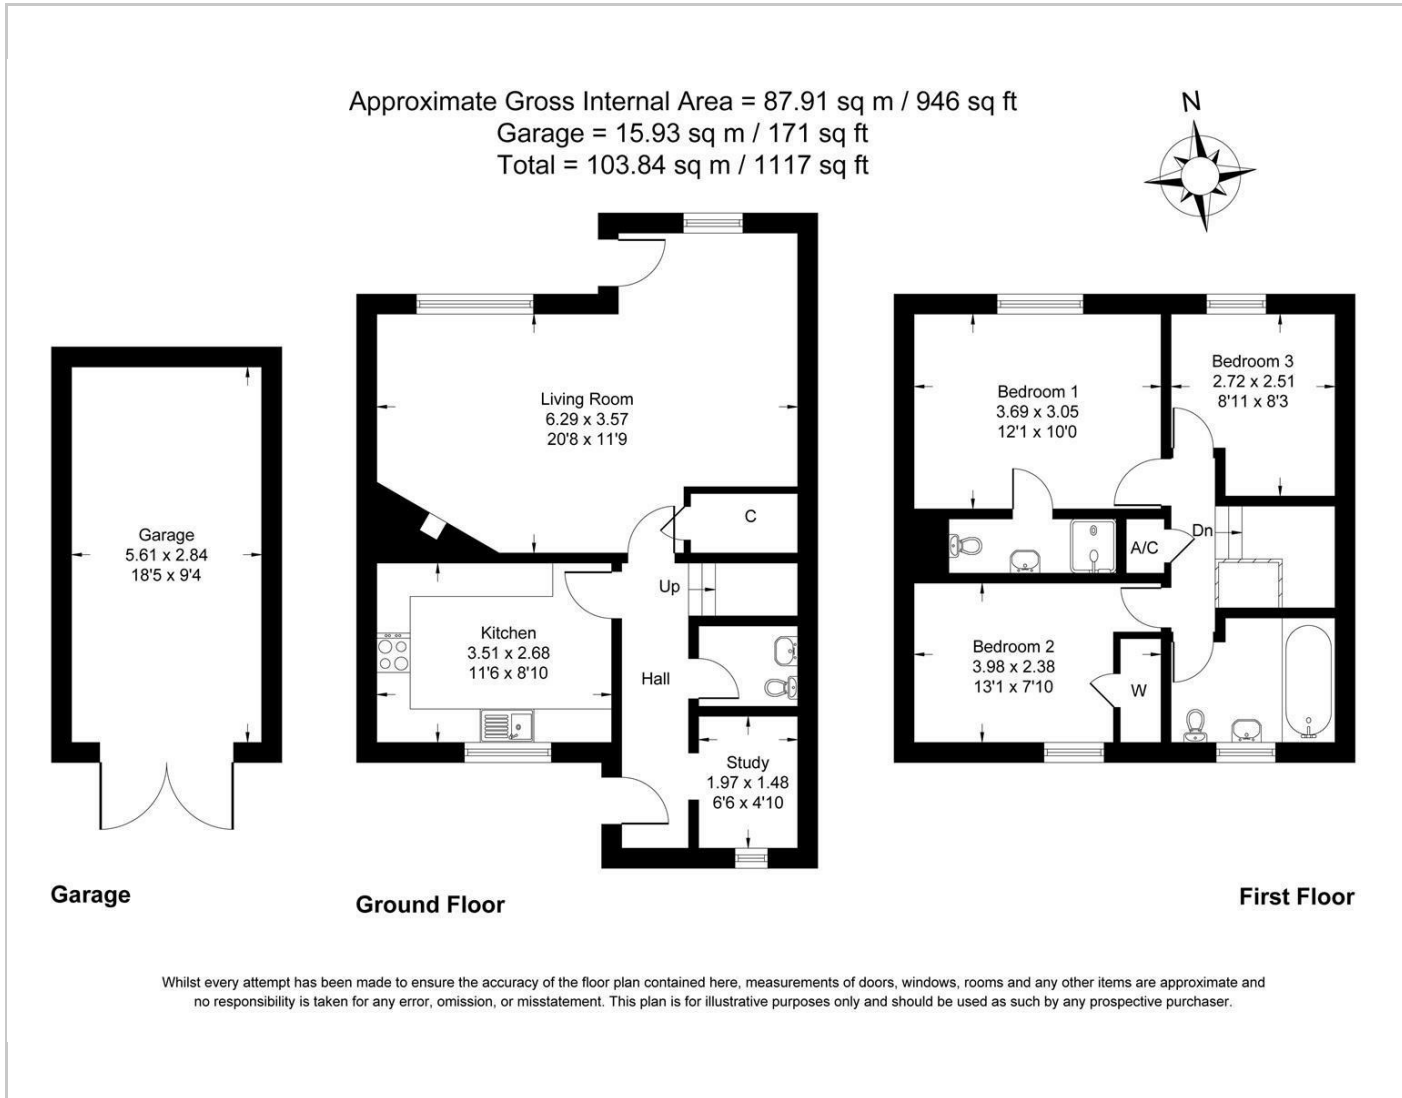 Approximate Gross Internal Area = 87.91 sq m / 946 sq ft
Garage = 15.93 sq m / 171 sq ft
Total = 103.84 sq m / 1117 sq ft
N
Garage
5.61 x 2.84
18'5 x 9'4
Living Room
6.29 x 3.57
20'8 x 11'9
C
Up
Kitchen
3.51 x 2.68
11'6 x 8'10
Hall
Study
1.97 x 1.48
6'6 x 4'10
Bedroom 1
3.69 x 3.05
12'1 x 10'0
Bedroom 3
2.72 x 2.51
8'11 x 8'3
A/C
Dn
Bedroom 2
3.98 x 2.38
13'1 x 7'10
W
Garage
Ground Floor
First Floor
Whilst every attempt has been made to ensure the accuracy of the floor plan contained here, measurements of doors, windows, rooms and any other items are approximate and
no responsibility is taken for any error, omission, or misstatement. This plan is for illustrative purposes only and should be used as such by any prospective purchaser.